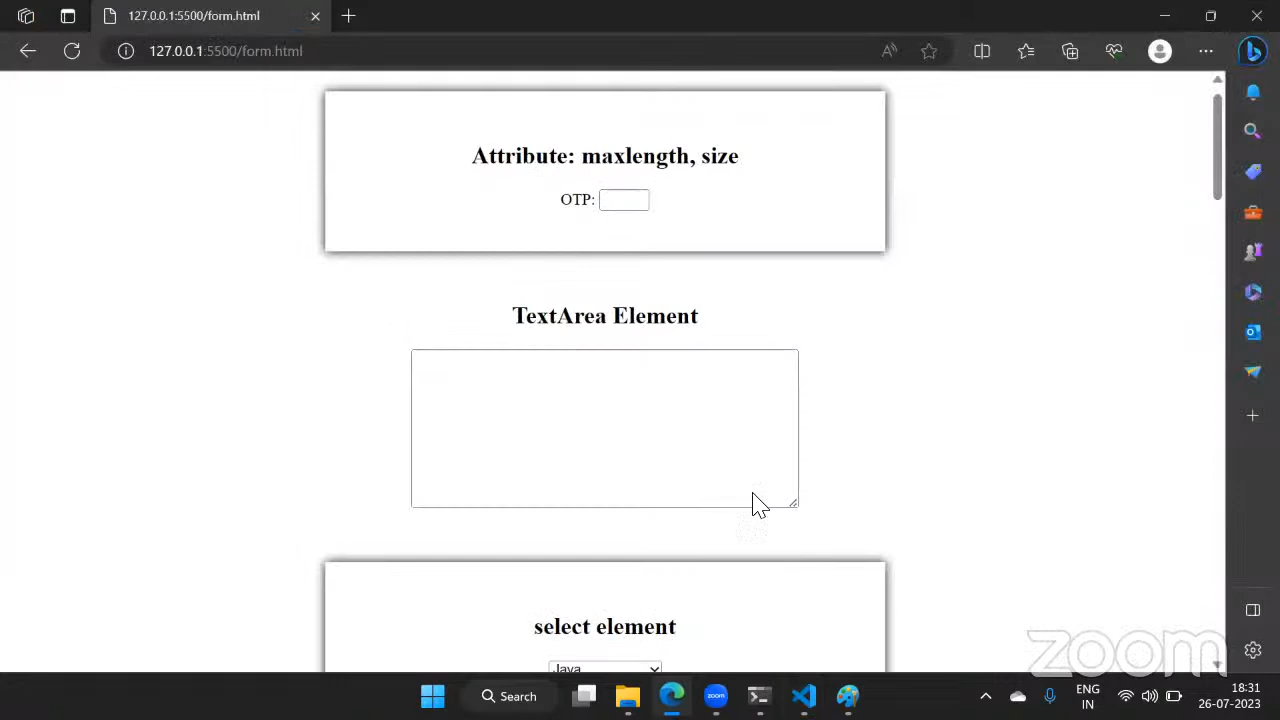 127.0.0.1:5500/form.html
127.0.0.1:5500/form.html
Attribute: maxlength, size
OTP:
TextArea Element
select element
Java
zoom
Search
zoom
ENG
IN
18:31
26-07-2023